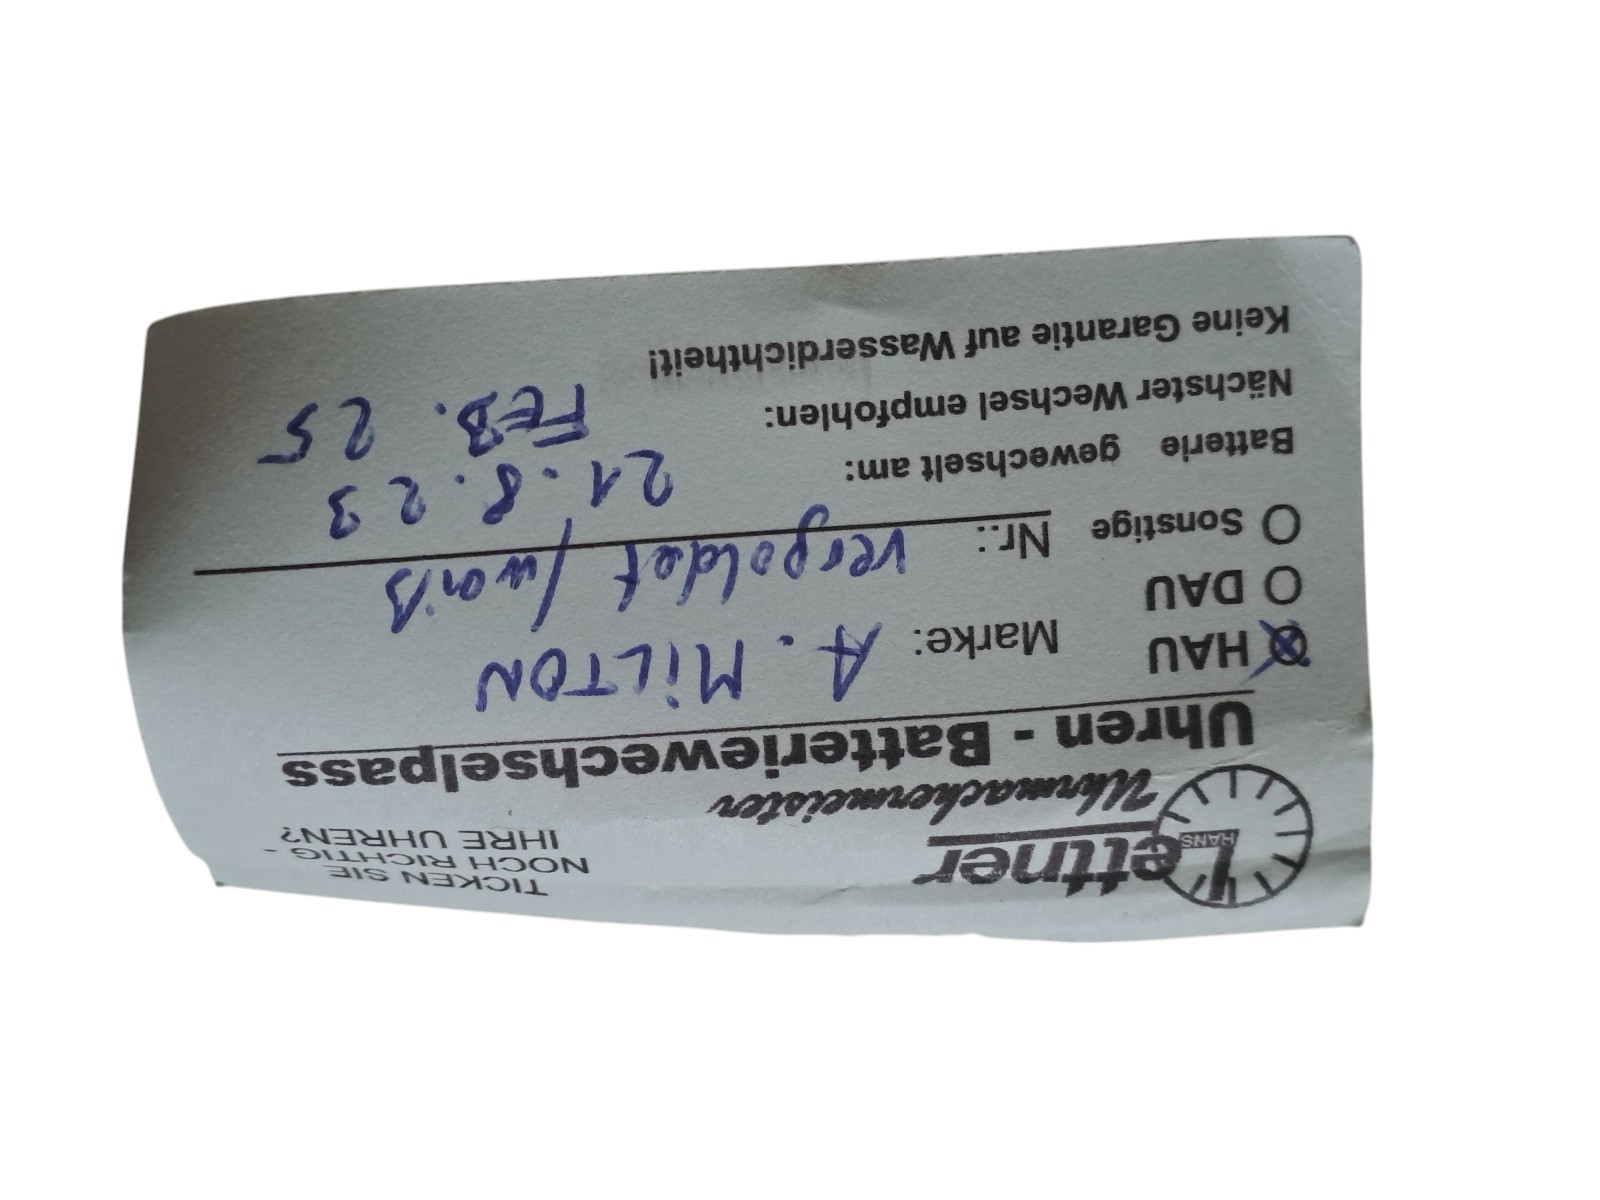 TICKEN SIE
NOCH RICHTIG -
IHRE UHREN?
HANS
Lettner
Uhrmachermeister
Uhren - Batteriewechselpass
HAU Marke: A. MILTON
DAU vergoldet / weiß
Sonstige Nr.:
Batterie gewechselt am: 21. 8. 23
Nächster Wechsel empfohlen: FEB. 25
Keine Garantie auf Wasserdichtheit!